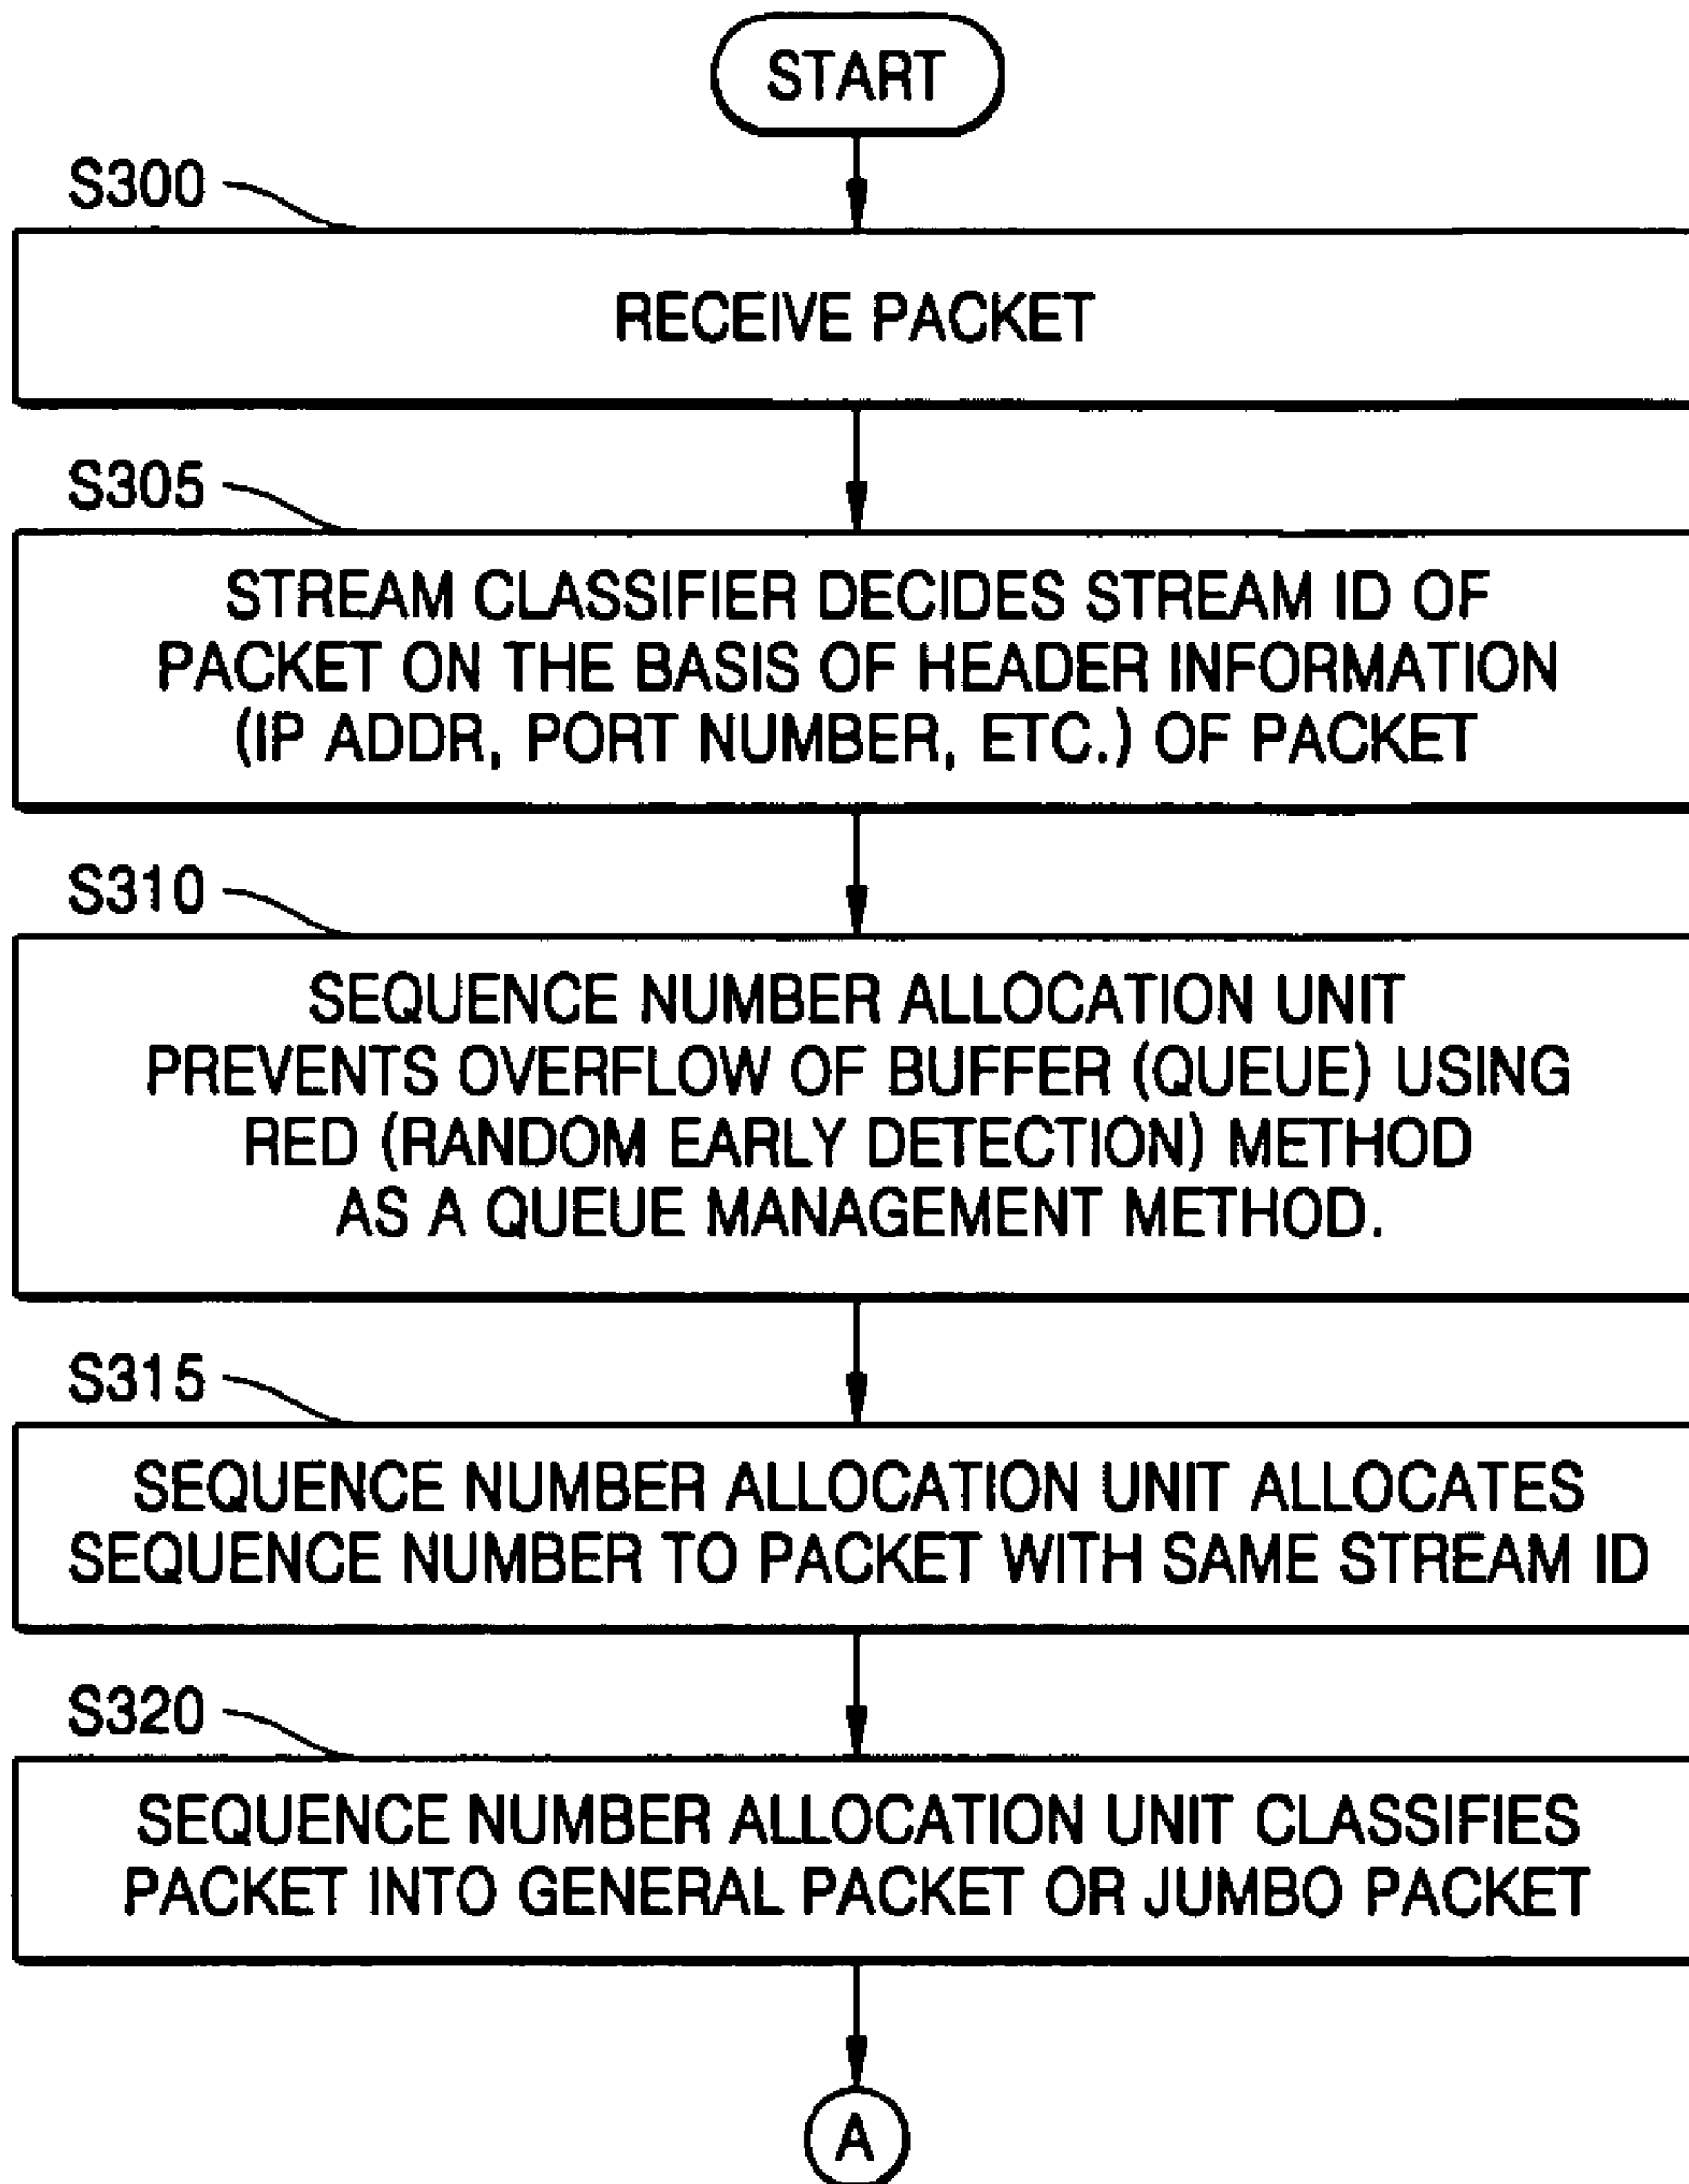 START
S300
RECEIVE PACKET
S305
STREAM CLASSIFIER DECIDES STREAM ID OF
PACKET ON THE BASIS OF HEADER INFORMATION
(IP ADDR, PORT NUMBER, ETC.) OF PACKET
S310
SEQUENCE NUMBER ALLOCATION UNIT
PREVENTS OVERFLOW OF BUFFER (QUEUE) USING
RED (RANDOM EARLY DETECTION) METHOD
AS A QUEUE MANAGEMENT METHOD.
S315
SEQUENCE NUMBER ALLOCATION UNIT ALLOCATES
SEQUENCE NUMBER TO PACKET WITH SAME STREAM ID
S320
SEQUENCE NUMBER ALLOCATION UNIT CLASSIFIES
PACKET INTO GENERAL PACKET OR JUMBO PACKET
A